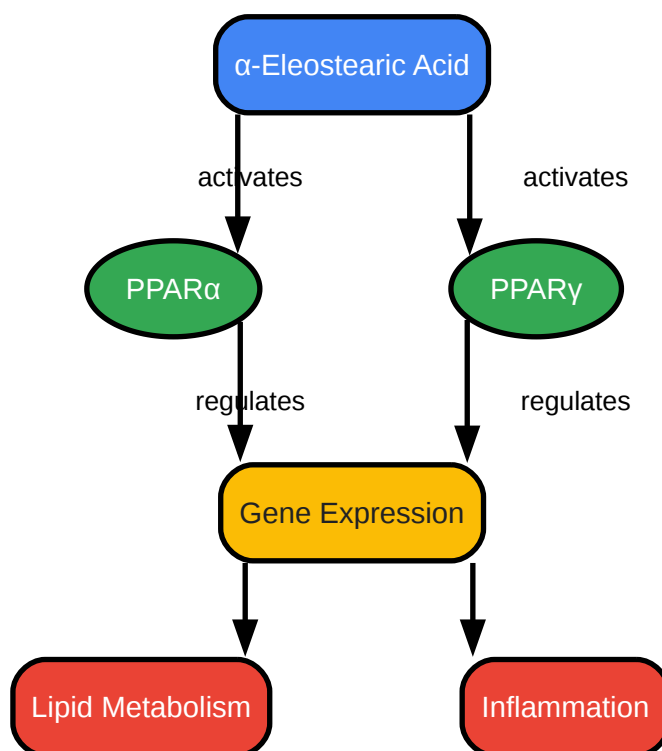 α-Eleostearic Acid
activates
activates
PPARα
PPARγ
regulates
regulates
Gene Expression
Lipid Metabolism
Inflammation